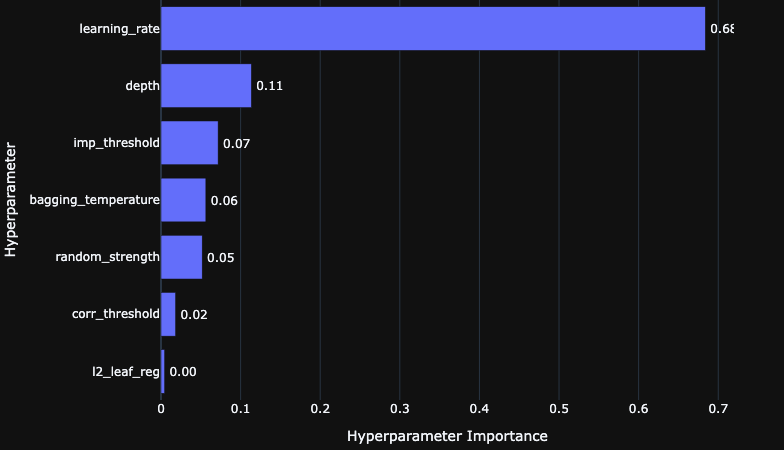 learning_rate 0.68
depth 0.11
imp_threshold 0.07
bagging_temperature 0.06
random_strength 0.05
corr_threshold 0.02
l2_leaf_reg 0.00
0 0.1 0.2 0.3 0.4 0.5 0.6 0.7
Hyperparameter Importance
Hyperparameter